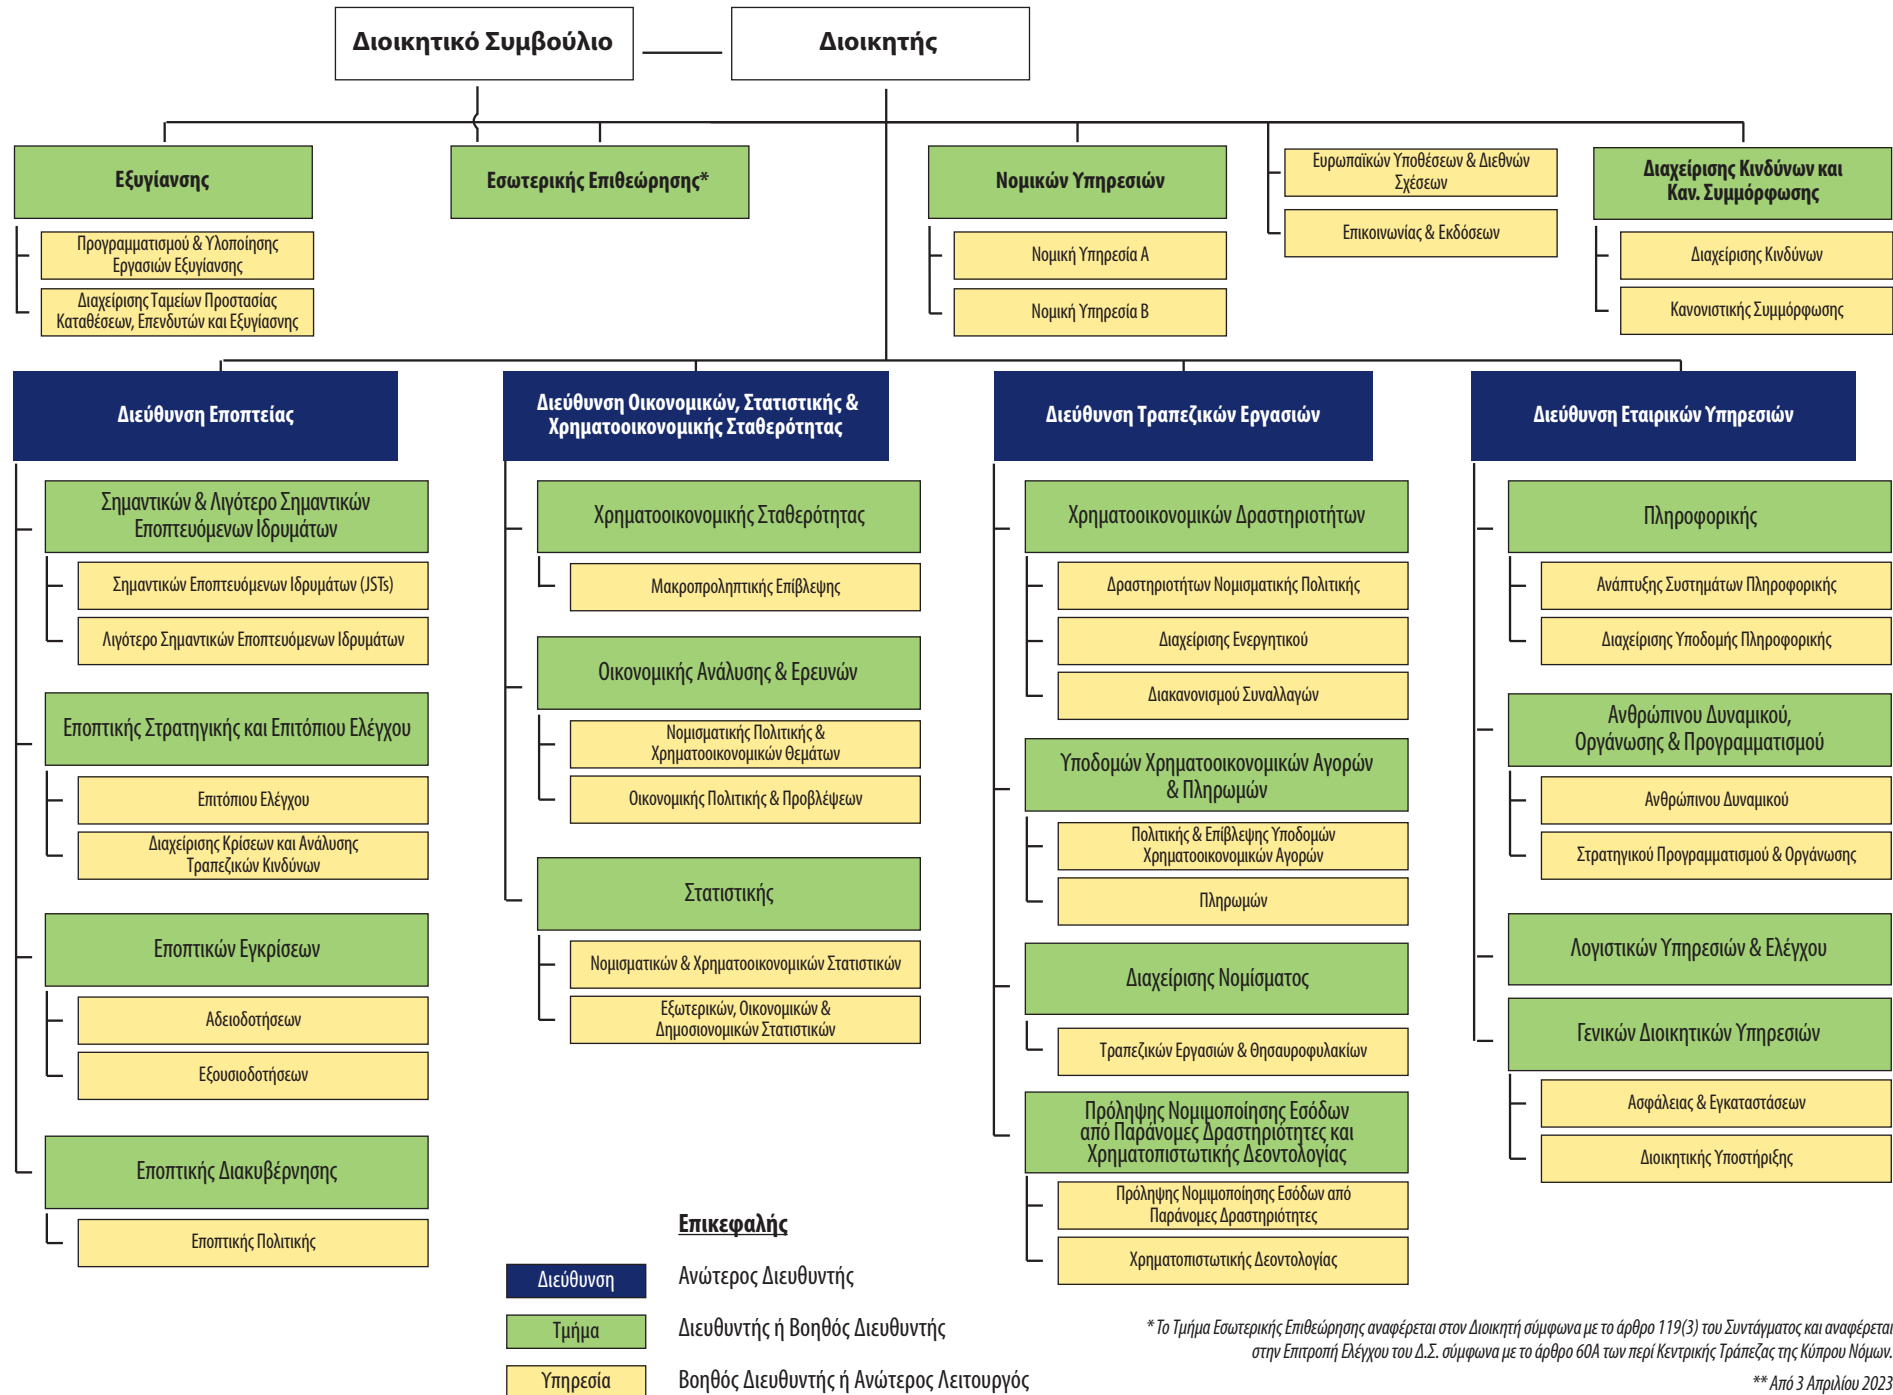 Διοικητικό Συμβούλιο
Διοικητής
Εξυγίανσης
Προγραμματισμού & Υλοποίησης
Εργασιών Εξυγίανσης
Διαχείρισης Ταμείων Προστασίας
Καταθέσεων, Επενδυτών και Εξυγίασνης
Εσωτερικής Επιθεώρησης*
Νομικών Υπηρεσιών
Νομική Υπηρεσία Α
Νομική Υπηρεσία Β
Ευρωπαϊκών Υποθέσεων & Διεθνών
Σχέσεων
Επικοινωνίας & Εκδόσεων
Διαχείρισης Κινδύνων και
Καν. Συμμόρφωσης
Διαχείρισης Κινδύνων
Κανονιστικής Συμμόρφωσης
Διεύθυνση Εποπτείας
Σημαντικών & Λιγότερο Σημαντικών
Εποπτευόμενων Ιδρυμάτων
Σημαντικών Εποπτευόμενων Ιδρυμάτων (JSTs)
Λιγότερο Σημαντικών Εποπτευόμενων Ιδρυμάτων
Εποπτικής Στρατηγικής και Επιτόπιου Ελέγχου
Επιτόπιου Ελέγχου
Διαχείρισης Κρίσεων και Ανάλυσης
Τραπεζικών Κινδύνων
Εποπτικών Εγκρίσεων
Αδειοδοτήσεων
Εξουσιοδοτήσεων
Εποπτικής Διακυβέρνησης
Εποπτικής Πολιτικής
Διεύθυνση Οικονομικών, Στατιστικής &
Χρηματοοικονομικής Σταθερότητας
Χρηματοοικονομικής Σταθερότητας
Μακροπροληπτικής Επίβλεψης
Οικονομικής Ανάλυσης & Ερευνών
Νομισματικής Πολιτικής &
Χρηματοοικονομικών Θεμάτων
Οικονομικής Πολιτικής & Προβλέψεων
Στατιστικής
Νομισματικών & Χρηματοοικονομικών Στατιστικών
Εξωτερικών, Οικονομικών &
Δημοσιονομικών Στατιστικών
Διεύθυνση Τραπεζικών Εργασιών
Χρηματοοικονομικών Δραστηριοτήτων
Δραστηριοτήτων Νομισματικής Πολιτικής
Διαχείρισης Ενεργητικού
Διακανονισμού Συναλλαγών
Υποδομών Χρηματοοικονομικών Αγορών
& Πληρωμών
Πολιτικής & Επίβλεψης Υποδομών
Χρηματοοικονομικών Αγορών
Πληρωμών
Διαχείρισης Νομίσματος
Τραπεζικών Εργασιών & Θησαυροφυλακίων
Πρόληψης Νομιμοποίησης Εσόδων
από Παράνομες Δραστηριότητες και
Χρηματοπιστωτικής Δεοντολογίας
Πρόληψης Νομιμοποίησης Εσόδων από
Παράνομες Δραστηριότητες
Χρηματοπιστωτικής Δεοντολογίας
Διεύθυνση Εταιρικών Υπηρεσιών
Πληροφορικής
Ανάπτυξης Συστημάτων Πληροφορικής
Διαχείρισης Υποδομής Πληροφορικής
Ανθρώπινου Δυναμικού,
Οργάνωσης & Προγραμματισμού
Ανθρώπινου Δυναμικού
Στρατηγικού Προγραμματισμού & Οργάνωσης
Λογιστικών Υπηρεσιών & Ελέγχου
Γενικών Διοικητικών Υπηρεσιών
Ασφάλειας & Εγκαταστάσεων
Διοικητικής Υποστήριξης
Επικεφαλής
Διεύθυνση
Ανώτερος Διευθυντής
Τμήμα
Διευθυντής ή Βοηθός Διευθυντής
Υπηρεσία
Βοηθός Διευθυντής ή Ανώτερος Λειτουργός
* Το Τμήμα Εσωτερικής Επιθεώρησης αναφέρεται στον Διοικητή σύμφωνα με το άρθρο 119(3) του Συντάγματος και αναφέρεται
στην Επιτροπή Ελέγχου του Δ.Σ. σύμφωνα με το άρθρο 60Α των περί Κεντρικής Τράπεζας της Κύπρου Νόμων.
** Από 3 Απριλίου 2023